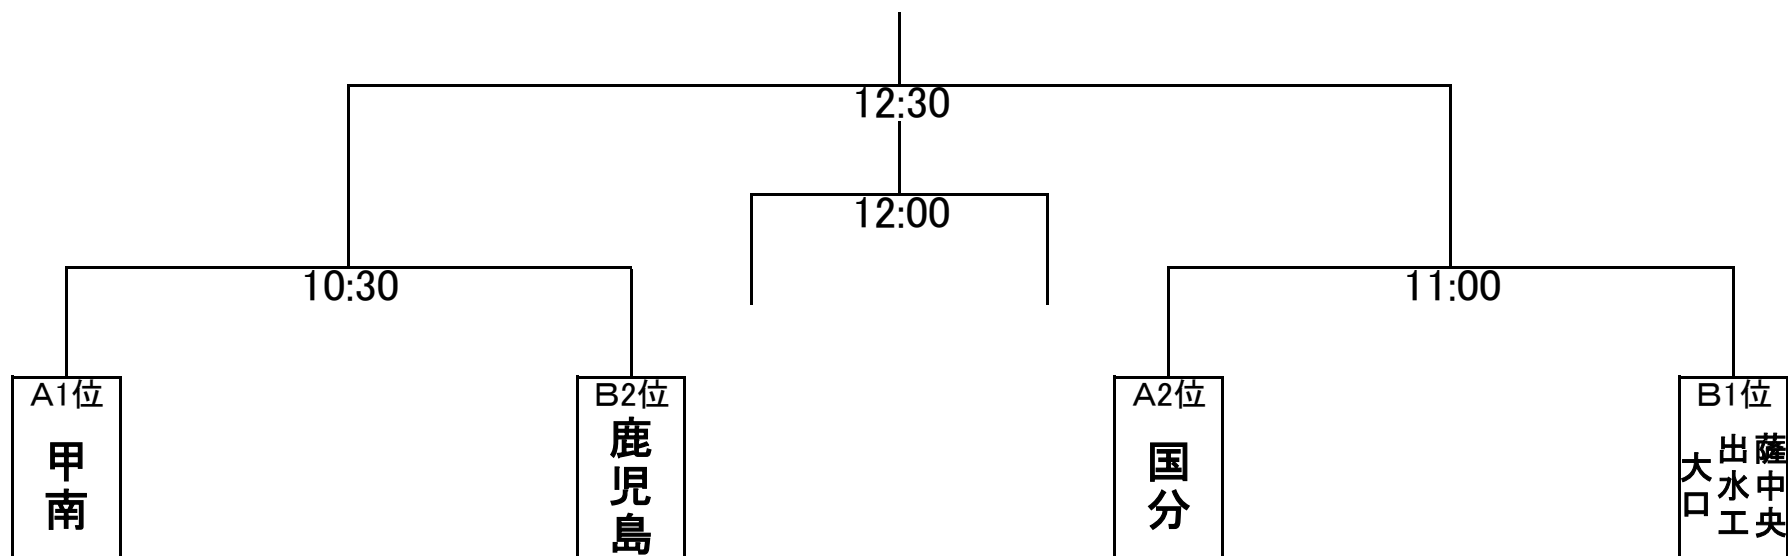 12:30
12:00
10:30
11:00
A1位
甲南
B2位
鹿児島
A2位
国分
B1位
薩中央
出水工
大口